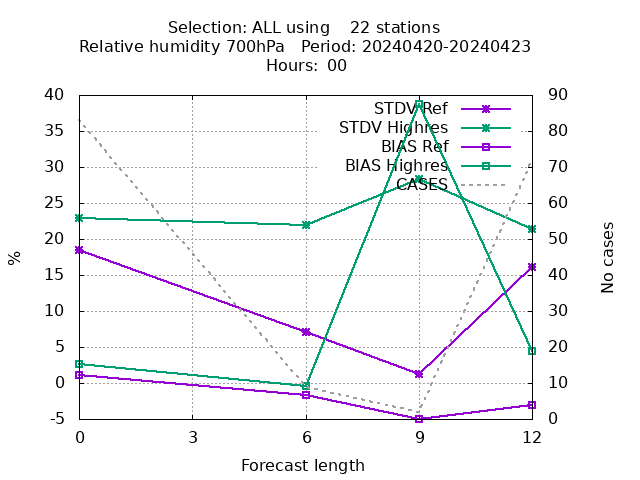 Selection: ALL using    22 stations
Relative humidity 700hPa   Period: 20240420-20240423
Hours: 00
40
35
30
25
20
15
10
5
0
-5
%
STDV Ref
STDV Highres
BIAS Ref
BIAS Highres
CASES
90
80
70
60
50
40
30
20
10
0
No cases
0 3 6 9 12
Forecast length